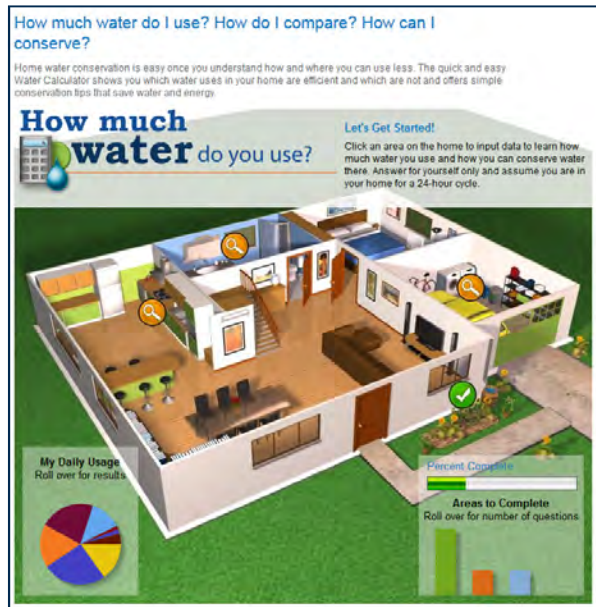 How much water do I use? How do I compare? How can I
conserve?
Home water conservation is easy once you understand how and where you can use less. The quick and easy
Water Calculator shows you which water uses in your home are efficient and which are not and offers simple
conservation tips that save water and energy.
How much
water do you use?
Let's Get Started!
Click an area on the home to input data to learn how
much water you use and how you can conserve water
there. Answer for yourself only and assume you are in
your home for a 24-hour cycle.
My Daily Usage
Roll over for results
Percent Complete
Areas to Complete
Roll over for number of questions